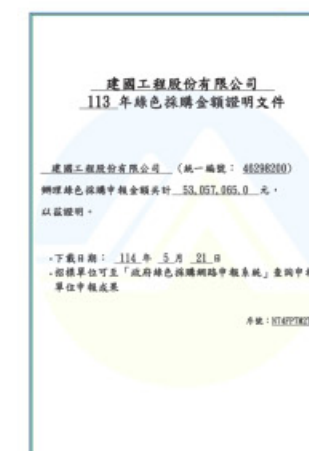 建國工程股份有限公司
113 年綠色採購金額證明文件
建國工程股份有限公司 （統一編號： 46298200）
辦理綠色採購申報金額共計 53,057,065.0 元，
以茲證明。
．下載日期： 114 年 5 月 21 日
．招標單位可至「政府綠色採購網路申報系統」查詢申報
單位申報成果
序號：